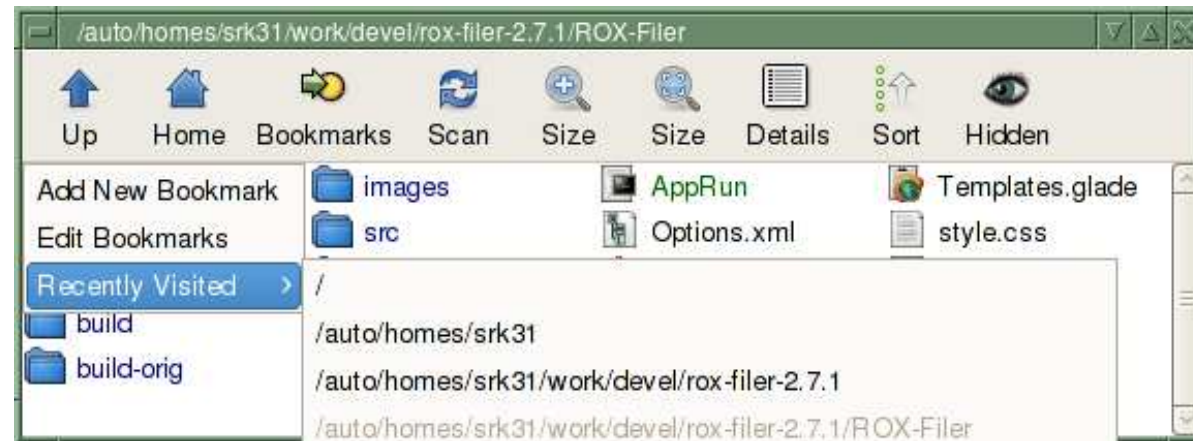 /auto/homes/srk31/work/devel/rox-filer-2.7.1/ROX-Filer
Up Home Bookmarks Scan Size Size Details Sort Hidden
Add New Bookmark images AppRun Templates.glade
Edit Bookmarks src Options.xml style.css
Recently Visited > /
build
/auto/homes/srk31
build-orig
/auto/homes/srk31/work/devel/rox-filer-2.7.1
/auto/homes/srk31/work/devel/rox-filer-2.7.1/ROX-Filer